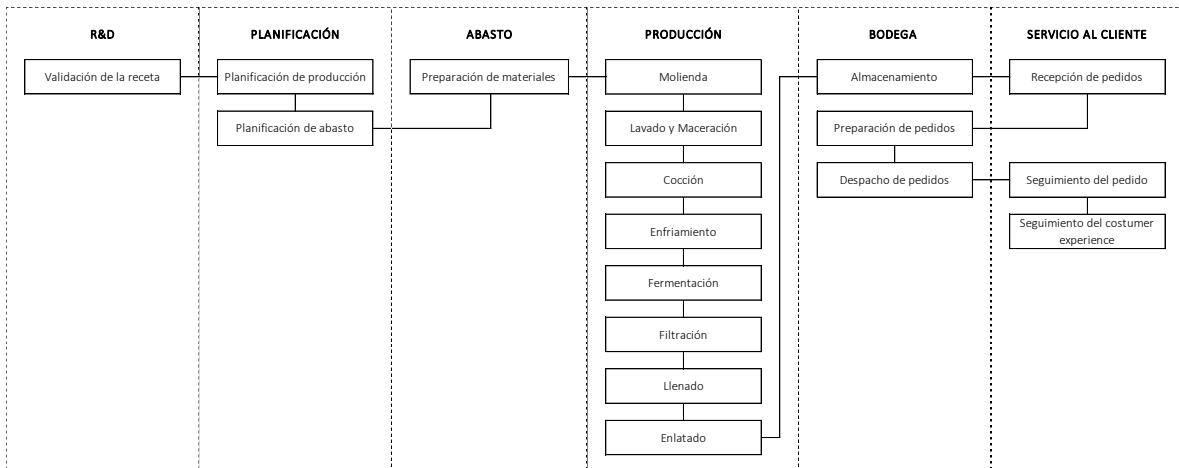 R&D
PLANIFICACIÓN
ABASTO
PRODUCCIÓN
BODEGA
SERVICIO AL CLIENTE
Validación de la receta
Planificación de producción
Planificación de abasto
Preparación de materiales
Molienda
Lavado y Maceración
Cocción
Enfriamiento
Fermentación
Filtración
Llenado
Enlatado
Almacenamiento
Preparación de pedidos
Despacho de pedidos
Recepción de pedidos
Seguimiento del pedido
Seguimiento del costumer
experience